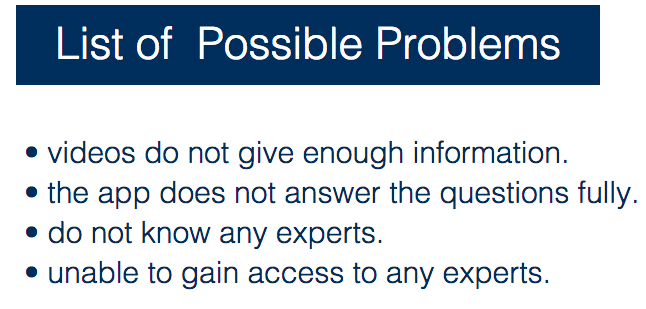 List of  Possible Problems
• videos do not give enough information.
• the app does not answer the questions fully.
• do not know any experts.
• unable to gain access to any experts.